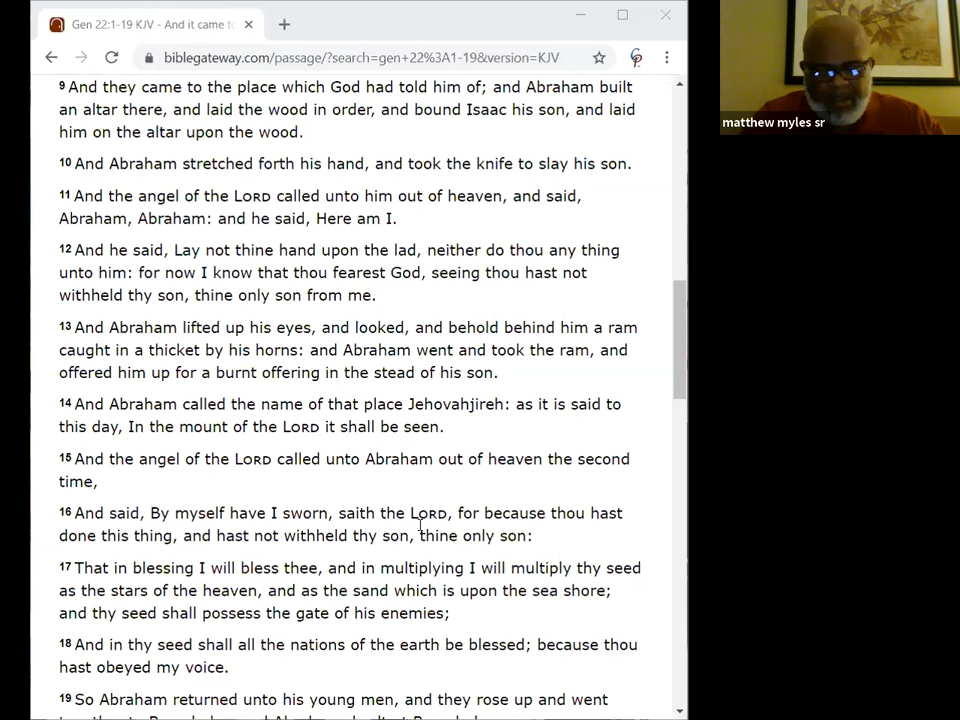 Gen 22:1-19 KJV - And it came to
biblegateway.com/passage/?search=gen+22%3A1-19&version=KJV
matthew myles sr
9 And they came to the place which God had told him of; and Abraham built
an altar there, and laid the wood in order, and bound Isaac his son, and laid
him on the altar upon the wood.
10 And Abraham stretched forth his hand, and took the knife to slay his son.
11 And the angel of the LORD called unto him out of heaven, and said,
Abraham, Abraham: and he said, Here am I.
12 And he said, Lay not thine hand upon the lad, neither do thou any thing
unto him: for now I know that thou fearest God, seeing thou hast not
withheld thy son, thine only son from me.
13 And Abraham lifted up his eyes, and looked, and behold behind him a ram
caught in a thicket by his horns: and Abraham went and took the ram, and
offered him up for a burnt offering in the stead of his son.
14 And Abraham called the name of that place Jehovahjireh: as it is said to
this day, In the mount of the LORD it shall be seen.
15 And the angel of the LORD called unto Abraham out of heaven the second
time,
16 And said, By myself have I sworn, saith the LORD, for because thou hast
done this thing, and hast not withheld thy son, thine only son:
17 That in blessing I will bless thee, and in multiplying I will multiply thy seed
as the stars of the heaven, and as the sand which is upon the sea shore;
and thy seed shall possess the gate of his enemies;
18 And in thy seed shall all the nations of the earth be blessed; because thou
hast obeyed my voice.
19 So Abraham returned unto his young men, and they rose up and went